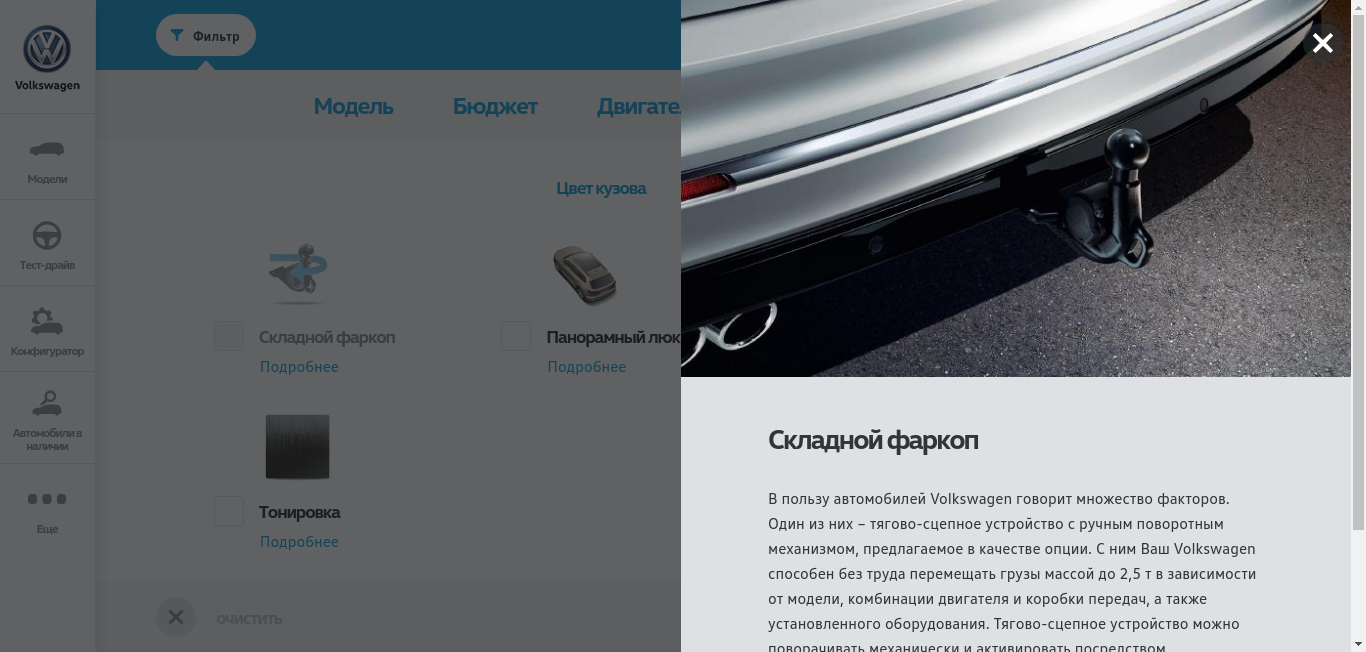 Volkswagen
Модели
Тест-драйв
Конфигуратор
Автомобили в
наличии
Еще
Фильтр
Модель
Бюджет
Двигател
Цвет кузова
Складной фаркоп
Подробнее
Панорамный люк
Подробнее
Тонировка
Подробнее
ОЧИСТИТЬ
Складной фаркоп
В пользу автомобилей Volkswagen говорит множество факторов.
Один из них – тягово-сцепное устройство с ручным поворотным
механизмом, предлагаемое в качестве опции. С ним Ваш Volkswagen
способен без труда перемещать грузы массой до 2,5 т в зависимости
от модели, комбинации двигателя и коробки передач, а также
установленного оборудования. Тягово-сцепное устройство можно
поворачивать механически и активировать посредством